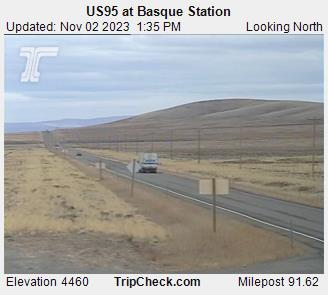 US95 at Basque Station
Updated: Nov 02 2023 1:35 PM Looking North
Elevation 4460 TripCheck.com Milepost 91.62